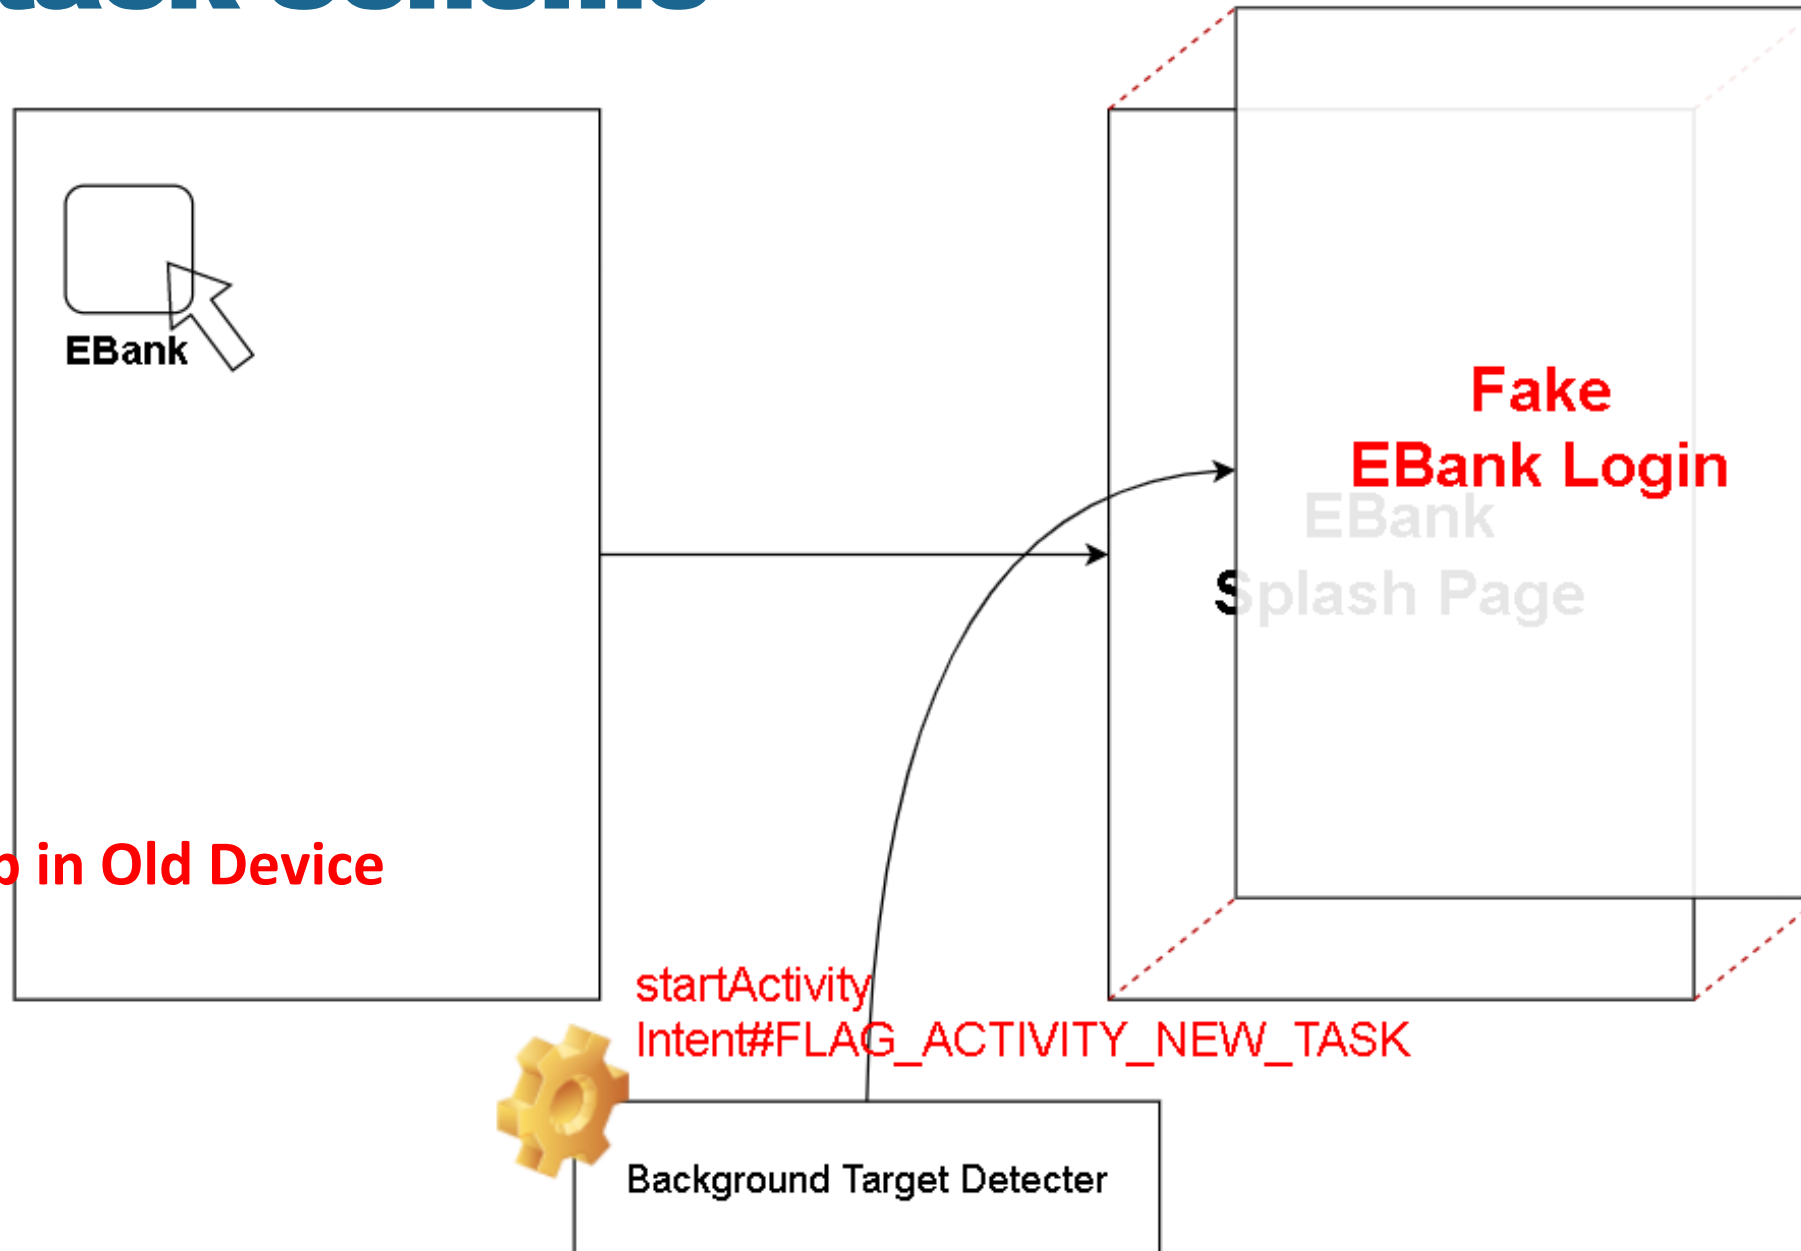 EBank
Fake
EBank Login
EBank
Splash Page
in Old Device
startActivity
Intent#FLAG_ACTIVITY_NEW_TASK
Background Target Detecter